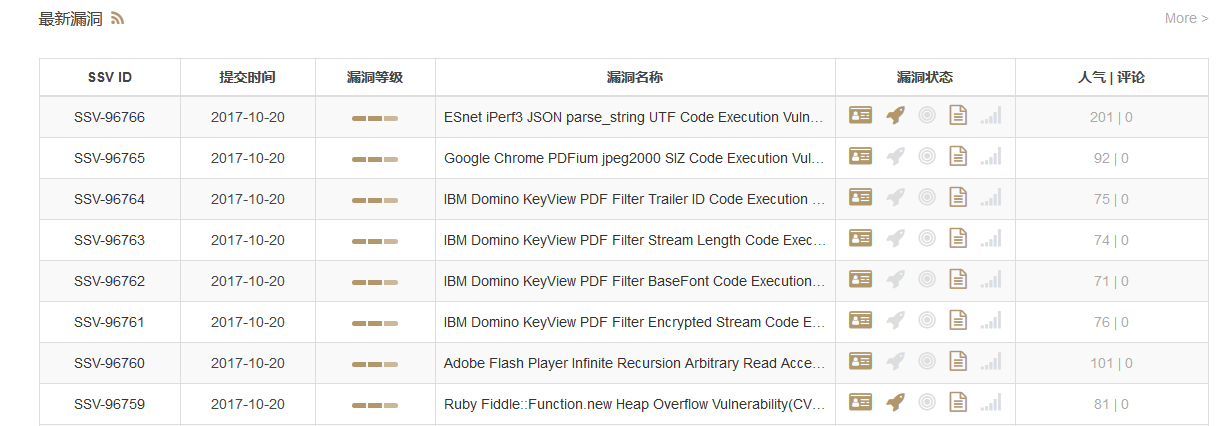 最新漏洞 More >
SSV ID 提交时间 漏洞等级 漏洞名称 漏洞状态 人气 | 评论
SSV-96766 2017-10-20 ESnet iPerf3 JSON parse_string UTF Code Execution Vuln... 201 | 0
SSV-96765 2017-10-20 Google Chrome PDFium jpeg2000 SIZ Code Execution Vul... 92 | 0
SSV-96764 2017-10-20 IBM Domino KeyView PDF Filter Trailer ID Code Execution ... 75 | 0
SSV-96763 2017-10-20 IBM Domino KeyView PDF Filter Stream Length Code Exec... 74 | 0
SSV-96762 2017-10-20 IBM Domino KeyView PDF Filter BaseFont Code Execution... 71 | 0
SSV-96761 2017-10-20 IBM Domino KeyView PDF Filter Encrypted Stream Code E... 76 | 0
SSV-96760 2017-10-20 Adobe Flash Player Infinite Recursion Arbitrary Read Acce... 101 | 0
SSV-96759 2017-10-20 Ruby Fiddle::Function.new Heap Overflow Vulnerability(CV... 81 | 0